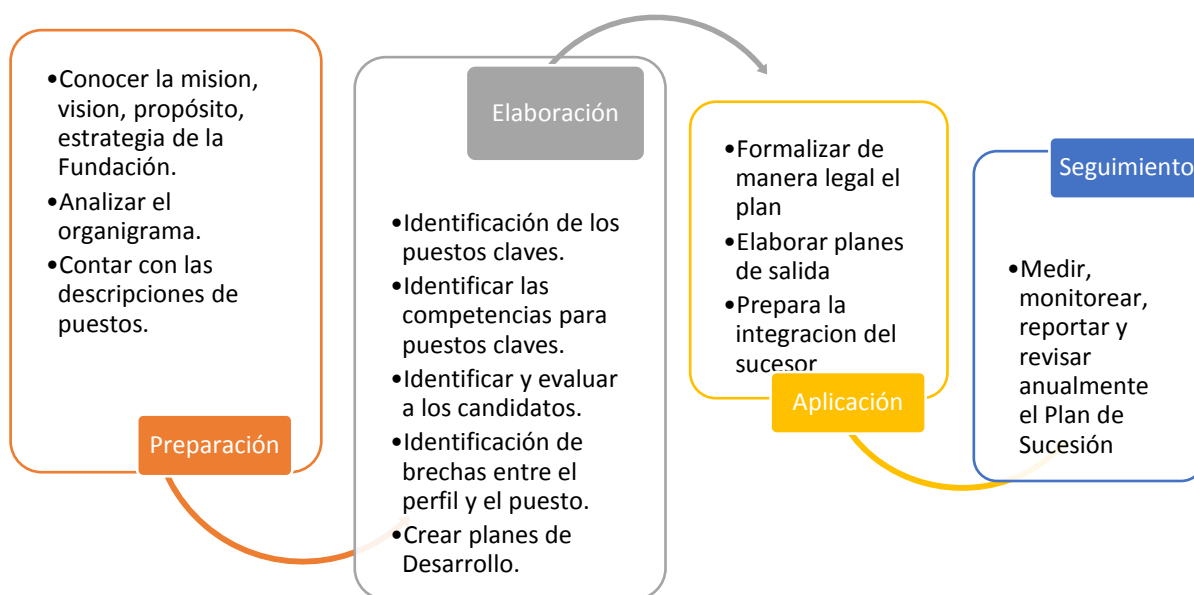 •Conocer la mision,
vision, propósito,
estrategia de la
Fundación.
•Analizar el
organigrama.
•Contar con las
descripciones de
puestos.
Preparación
Elaboración
•Identificación de los
puestos claves.
•Identificar las
competencias para
puestos claves.
•Identificar y evaluar
a los candidatos.
•Identificación de
brechas entre el
perfil y el puesto.
•Crear planes de
Desarrollo.
•Formalizar de
manera legal el
plan
•Elaborar planes
de salida
•Prepara la
integracion del
sucesor
Aplicación
Seguimiento
•Medir,
monitorear,
reportar y
revisar
anualmente
el Plan de
Sucesión